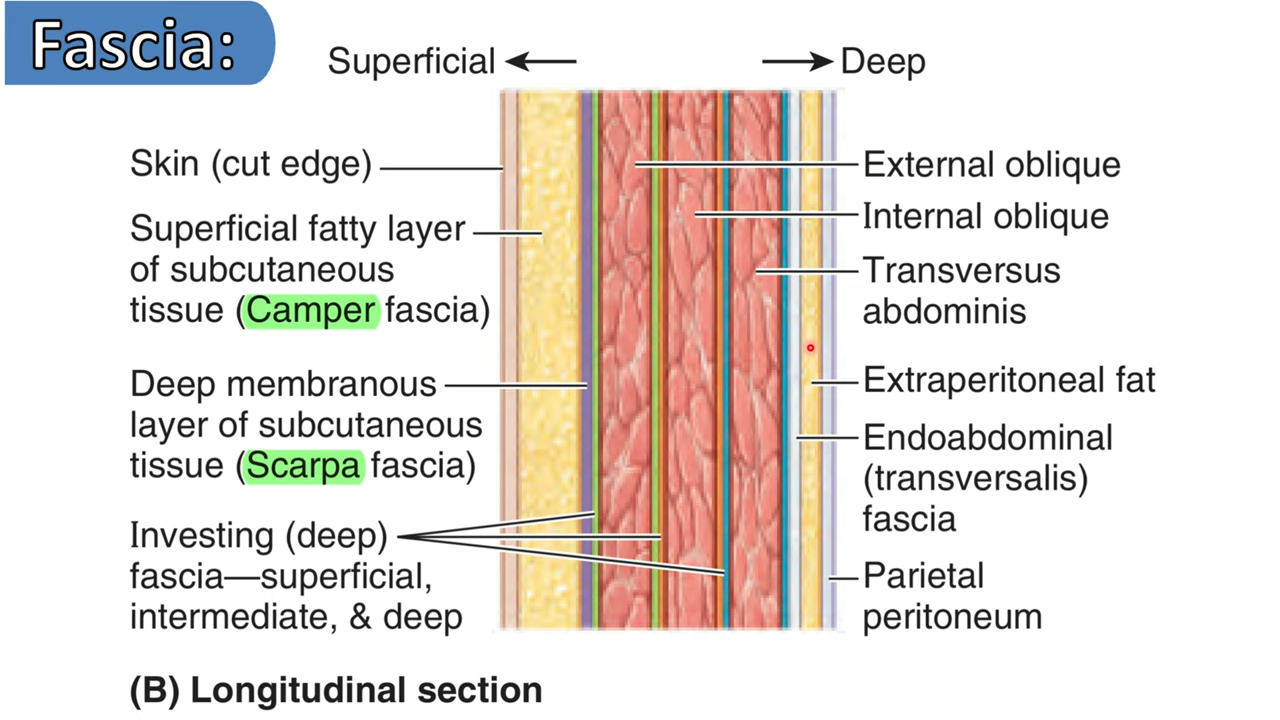 Fascia:
Superficial
Deep
Skin (cut edge)
Superficial fatty layer
of subcutaneous
tissue (Camper fascia)
Deep membranous
layer of subcutaneous
tissue (Scarpa fascia)
Investing (deep)
fascia—superficial,
intermediate, & deep
External oblique
Internal oblique
Transversus
abdominis
Extraperitoneal fat
Endoabdominal
(transversalis)
fascia
Parietal
peritoneum
(B) Longitudinal section